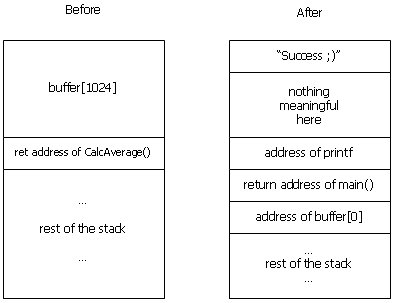 Before
buffer[1024]
ret address of CalcAverage()
...
rest of the stack
...
After
"Success ;)"
nothing
meaningful
here
address of printf
return address of main()
address of buffer[0]
...
rest of the stack
...